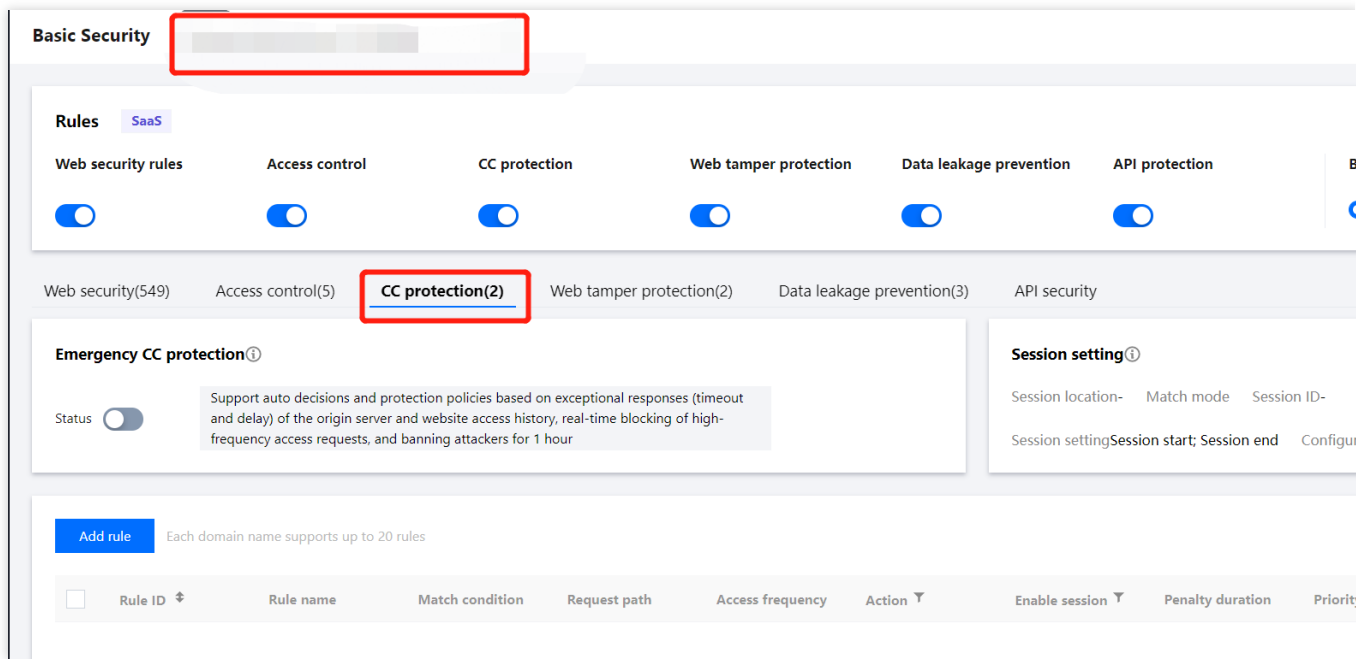 Basic Security
Rules SaaS
Web security rules Access control CC protection Web tamper protection Data leakage prevention API protection
Web security(549) Access control(5) CC protection(2) Web tamper protection(2) Data leakage prevention(3) API security
Emergency CC protection
Status
Support auto decisions and protection policies based on exceptional responses (timeout
and delay) of the origin server and website access history, real-time blocking of high-
frequency access requests, and banning attackers for 1 hour
Session setting
Session location- Match mode Session ID-
Session settingSession start; Session end
Add rule Each domain name supports up to 20 rules
Rule ID Rule name Match condition Request path Access frequency Action Enable session Penalty duration